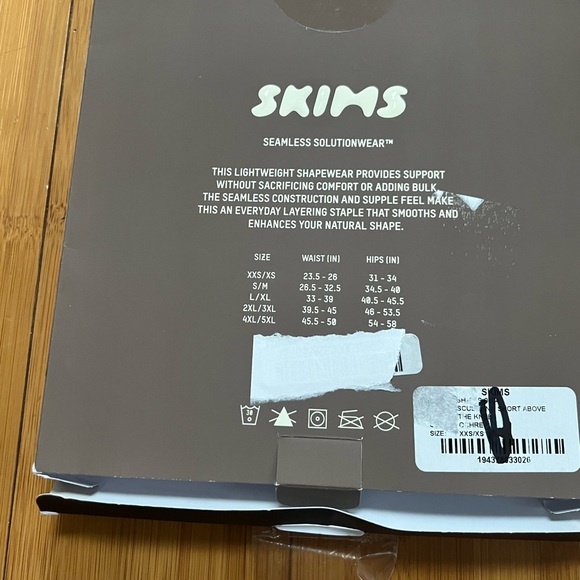 SKIMS
SEAMLESS SOLUTIONWEAR™
THIS LIGHTWEIGHT SHAPEWEAR PROVIDES SUPPORT
WITHOUT SACRIFICING COMFORT OR ADDING BULK.
THE SEAMLESS CONSTRUCTION AND SUPPLE FEEL MAKE
THIS AN EVERYDAY LAYERING STAPLE THAT SMOOTHS AND
ENHANCES YOUR NATURAL SHAPE.
SIZE WAIST (IN) HIPS (IN)
XXS/XS 23.5 - 26 31 - 34
S/M 26.5 - 32.5 34.5 - 40
L/XL 33 - 39 40.5 - 45.5
2XL/3XL 39.5 - 45 46 - 53.5
4XL/5XL 45.5 - 50 54 - 58
30
SKIMS
ABOVE
THE
OCHRE
SIZE: XXS/XS